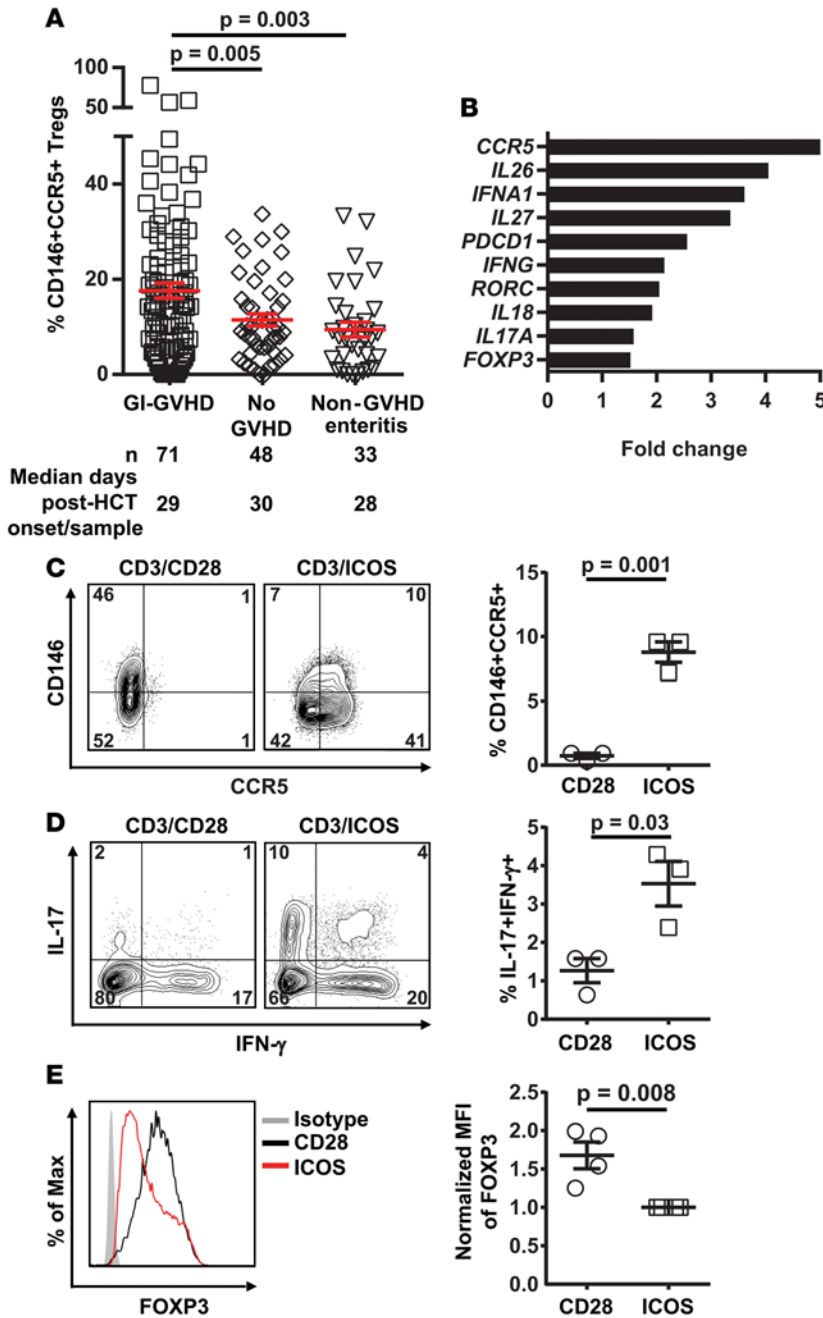 A
p = 0.003
p = 0.005
% CD146+CCR5+ Tregs
100
50
40
20
0
GI-GVHD
No
GVHD
Non-GVHD
enteritis
n 71 48 33
Median days
post-HCT 29 30 28
onset/sample
B
CCR5
IL26
IFNA1
IL27
PDCD1
IFNG
RORC
IL18
IL17A
FOXP3
0 1 2 3 4 5
Fold change
C
CD3/CD28 CD3/ICOS
46 1 7 10
52 1 42 41
CD146
CCR5
p = 0.001
% CD146+CCR5+
15
10
5
0
CD28 ICOS
D
CD3/CD28 CD3/ICOS
2 1 10 4
80 17 66 20
IL-17
IFN-γ
p = 0.03
% IL-17+IFN-γ+
5
4
3
2
1
0
CD28 ICOS
E
% of Max
FOXP3
Isotype
CD28
ICOS
p = 0.008
Normalized MFI
of FOXP3
2.5
2.0
1.5
1.0
0.5
0.0
CD28 ICOS